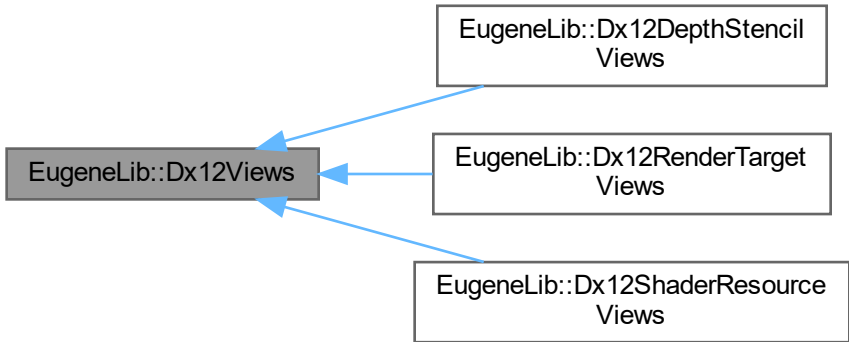 EugeneLib::Dx12DepthStencil
Views
EugeneLib::Dx12Views
EugeneLib::Dx12RenderTarget
Views
EugeneLib::Dx12ShaderResource
Views